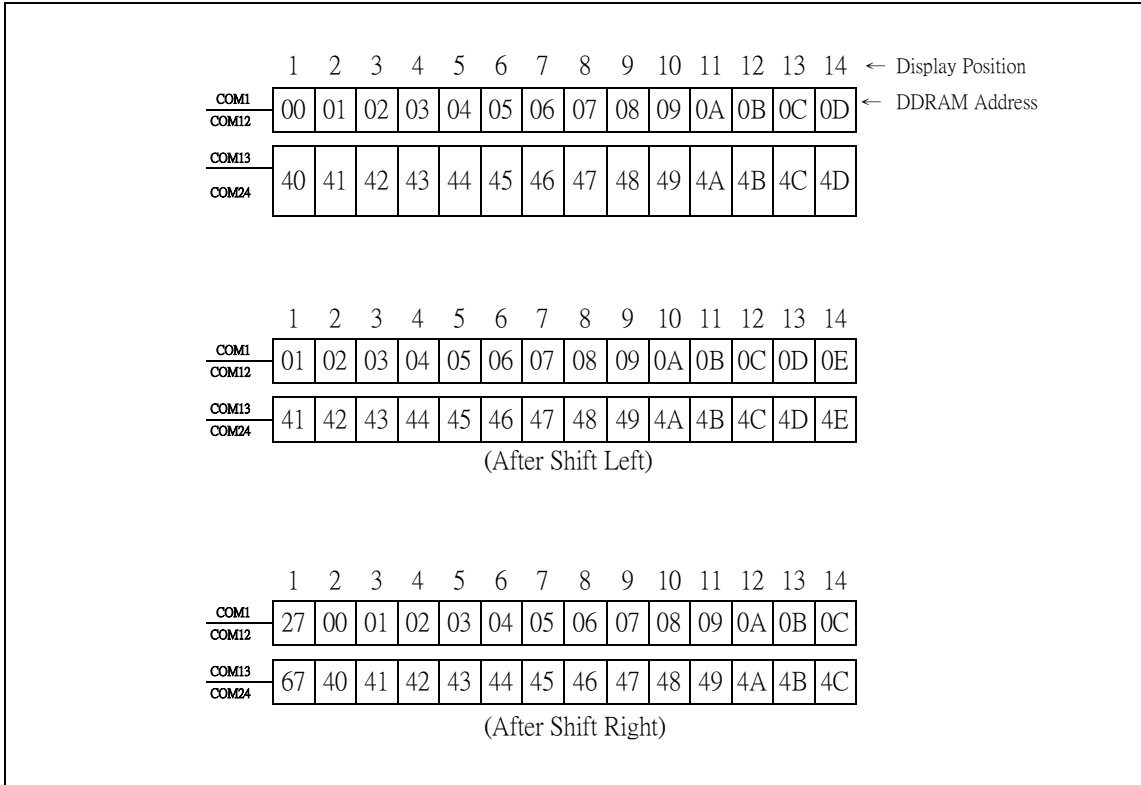 1 2 3 4 5 6 7 8 9 10 11 12 13 14 ← Display Position
COM1
COM12
00 01 02 03 04 05 06 07 08 09 0A 0B 0C 0D ← DDRAM Address
COM13
COM24
40 41 42 43 44 45 46 47 48 49 4A 4B 4C 4D
1 2 3 4 5 6 7 8 9 10 11 12 13 14
COM1
COM12
01 02 03 04 05 06 07 08 09 0A 0B 0C 0D 0E
COM13
COM24
41 42 43 44 45 46 47 48 49 4A 4B 4C 4D 4E
(After Shift Left)
1 2 3 4 5 6 7 8 9 10 11 12 13 14
COM1
COM12
27 00 01 02 03 04 05 06 07 08 09 0A 0B 0C
COM13
COM24
67 40 41 42 43 44 45 46 47 48 49 4A 4B 4C
(After Shift Right)